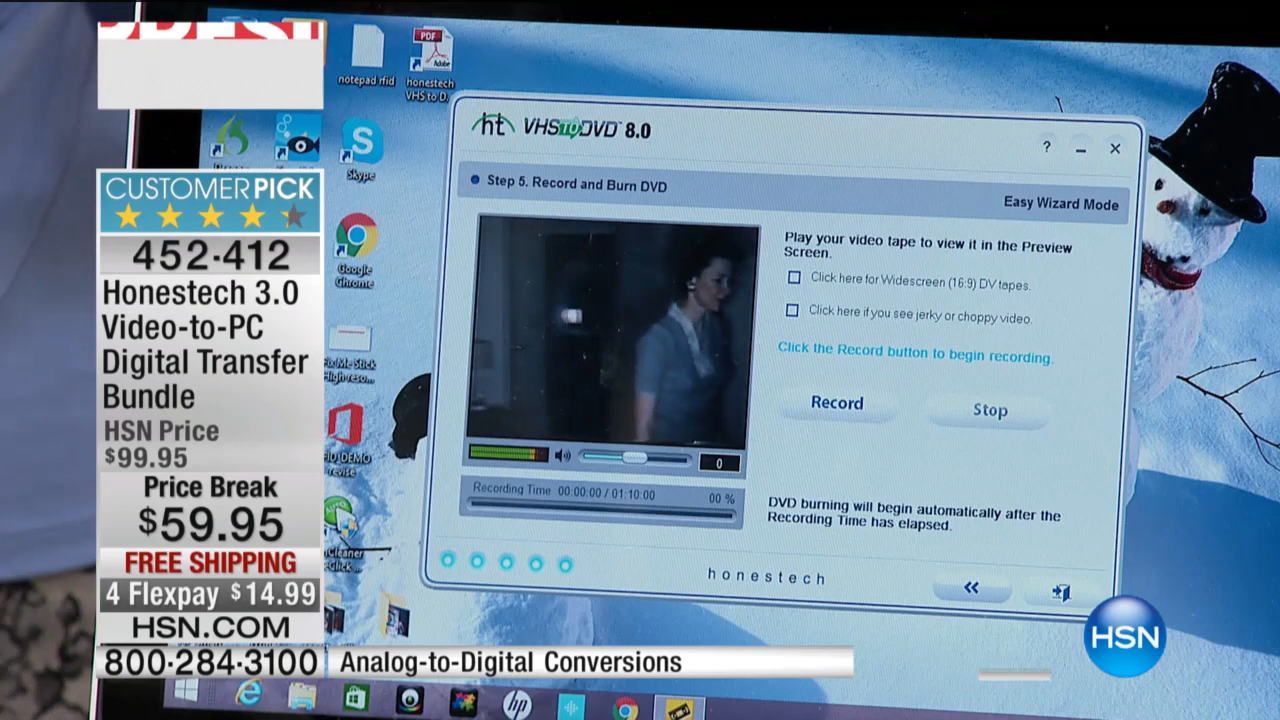 notepad rfid
PDF
Adobe
honestech
VHS to D...
Skype
Google
Chrome
High reso...
CUSTOMER PICK
452-412
Honestech 3.0
Video-to-PC
Digital Transfer
Bundle
HSN Price
$99.95
Price Break
$59.95
FREE SHIPPING
4 Flexpay $14.99
HSN.COM
800-284-3100
Analog-to-Digital Conversions
ht VHSTODVD™ 8.0
? _ ×
Step 5. Record and Burn DVD
Easy Wizard Mode
Play your video tape to view it in the Preview
Screen.
Click here for Widescreen (16:9) DV tapes.
Click here if you see jerky or choppy video.
Click the Record button to begin recording.
Record
Stop
0
Recording Time 00:00:00 / 01:10:00 00 %
DVD burning will begin automatically after the
Recording Time has elapsed.
honestech
HSN
hp